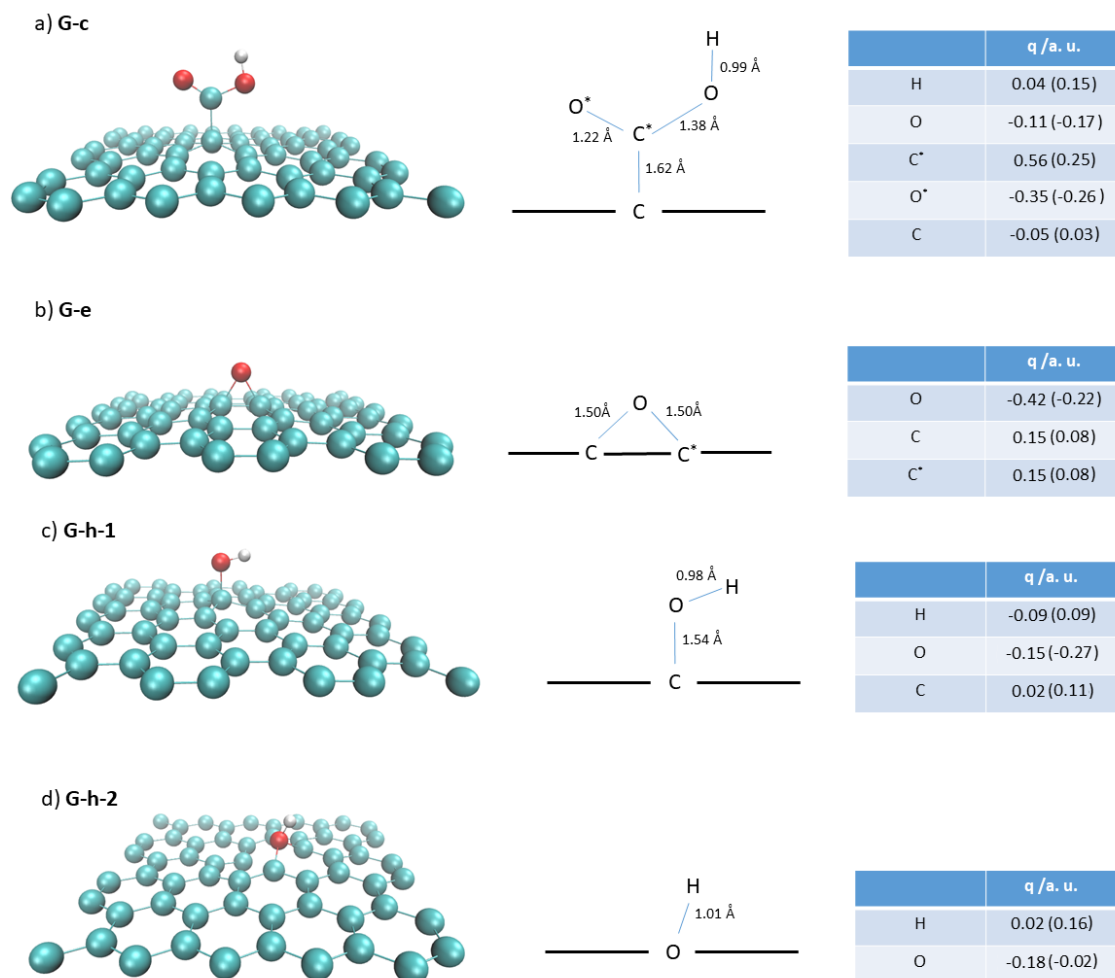 a) G-c
H
0.99 Å
O
O*
C*
1.22 Å
1.38 Å
1.62 Å
C
q /a. u.
H 0.04 (0.15)
O -0.11 (-0.17)
C* 0.56 (0.25)
O* -0.35 (-0.26)
C -0.05 (0.03)
b) G-e
O
1.50Å 1.50Å
C C*
q /a. u.
O -0.42 (-0.22)
C 0.15 (0.08)
C* 0.15 (0.08)
c) G-h-1
0.98 Å
H
O
1.54 Å
C
q /a. u.
H -0.09 (0.09)
O -0.15 (-0.27)
C 0.02 (0.11)
d) G-h-2
H
1.01 Å
O
q /a. u.
H 0.02 (0.16)
O -0.18 (-0.02)